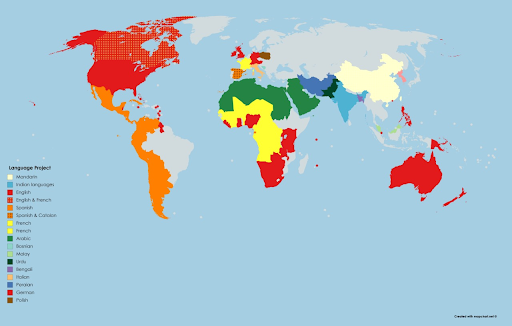 Language Project
Mandarin
Indian languages
English
English & French
Spanish
Spanish & Catalan
French
French
Arabic
Malay
Urdu
Bengali
Italian
Persian
German
Polish
Created with mapchart.net ©